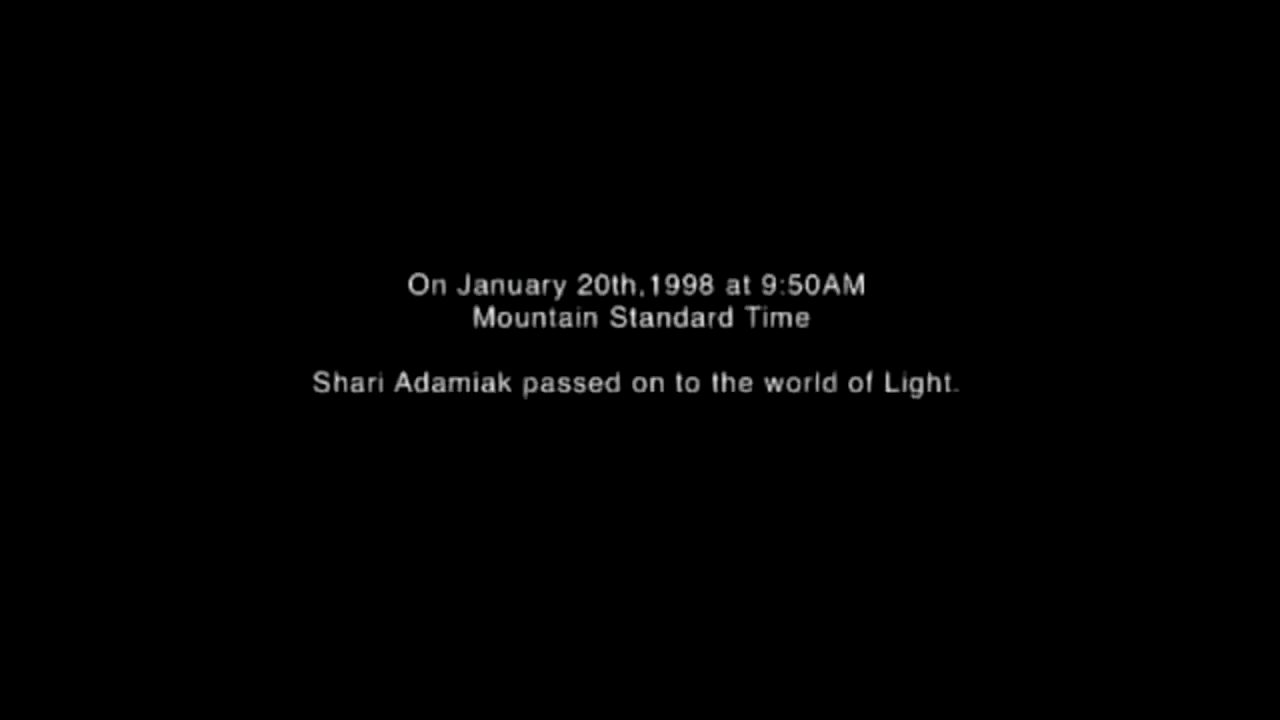 On January 20th,1998 at 9:50AM
Mountain Standard Time
Shari Adamiak passed on to the world of Light.